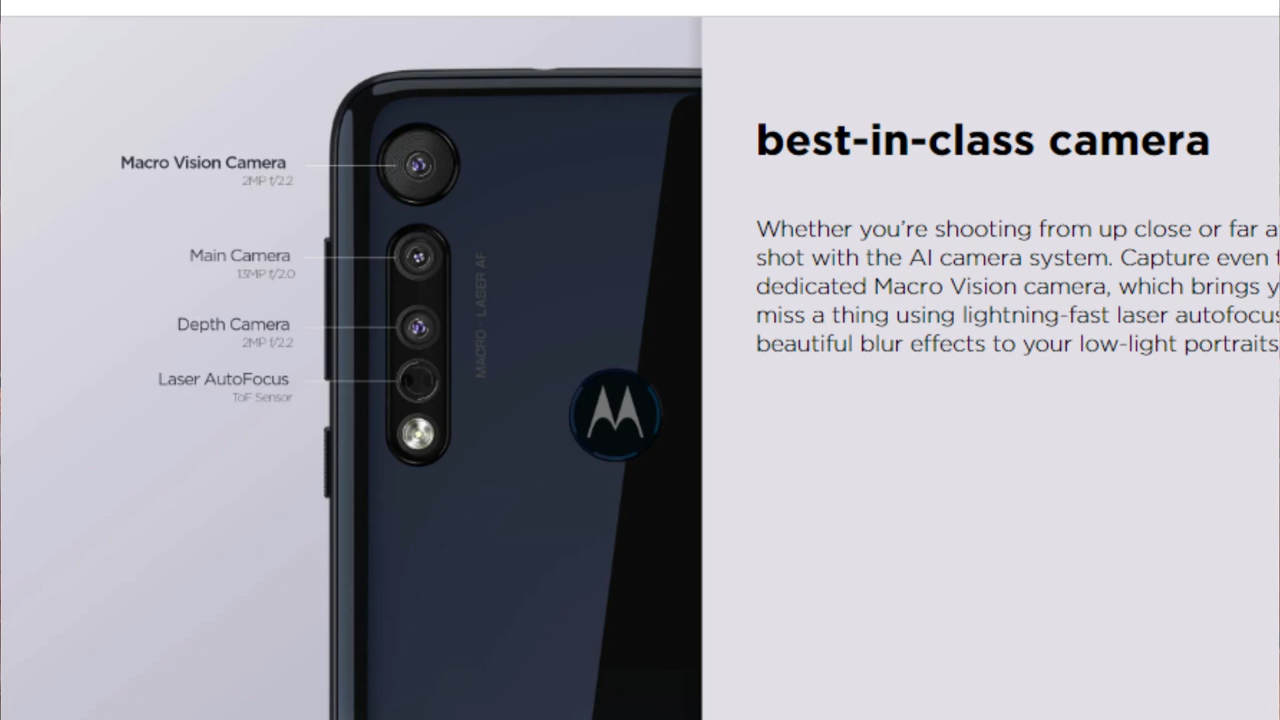 Macro Vision Camera
2MP f/2.2
Main Camera
13MP f/2.0
Depth Camera
2MP f/2.2
Laser AutoFocus
ToF Sensor
MACRO · LASER AF
best-in-class camera
Whether you’re shooting from up close or far a
shot with the AI camera system. Capture even
dedicated Macro Vision camera, which brings y
miss a thing using lightning-fast laser autofocus
beautiful blur effects to your low-light portraits